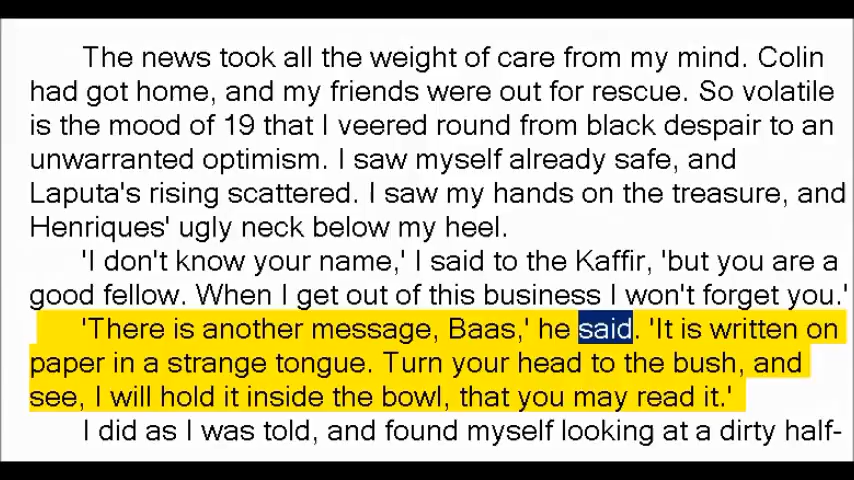 The news took all the weight of care from my mind. Colin
had got home, and my friends were out for rescue. So volatile
is the mood of 19 that I veered round from black despair to an
unwarranted optimism. I saw myself already safe, and
Laputa's rising scattered. I saw my hands on the treasure, and
Henriques' ugly neck below my heel.
'I don't know your name,' I said to the Kaffir, 'but you are a
good fellow. When I get out of this business I won't forget you.'
'There is another message, Baas,' he said. 'It is written on
paper in a strange tongue. Turn your head to the bush, and
see, I will hold it inside the bowl, that you may read it.'
I did as I was told, and found myself looking at a dirty half-